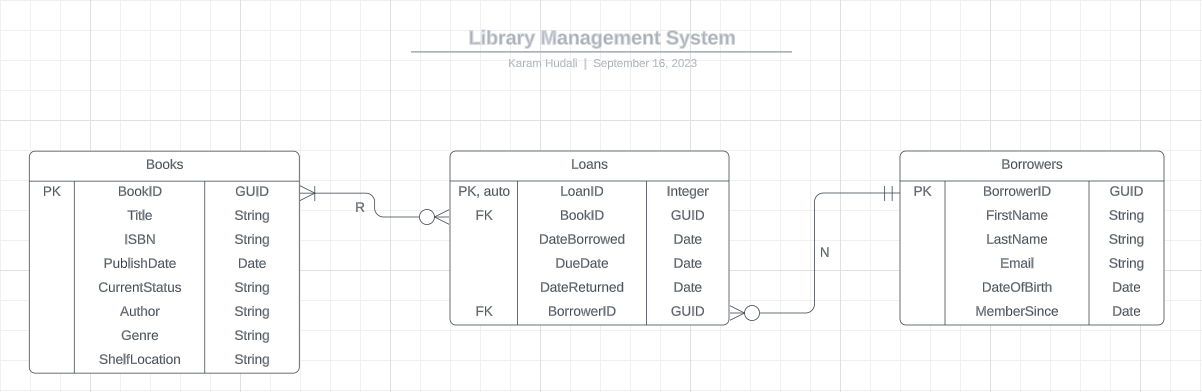 Library Management System
Karam Hudali | September 16, 2023
Books
PK BookID GUID
Title String
ISBN String
PublishDate Date
CurrentStatus String
Author String
Genre String
ShelfLocation String
R
Loans
PK, auto LoanID Integer
FK BookID GUID
DateBorrowed Date
DueDate Date
DateReturned Date
FK BorrowerID GUID
N
Borrowers
PK BorrowerID GUID
FirstName String
LastName String
Email String
DateOfBirth Date
MemberSince Date